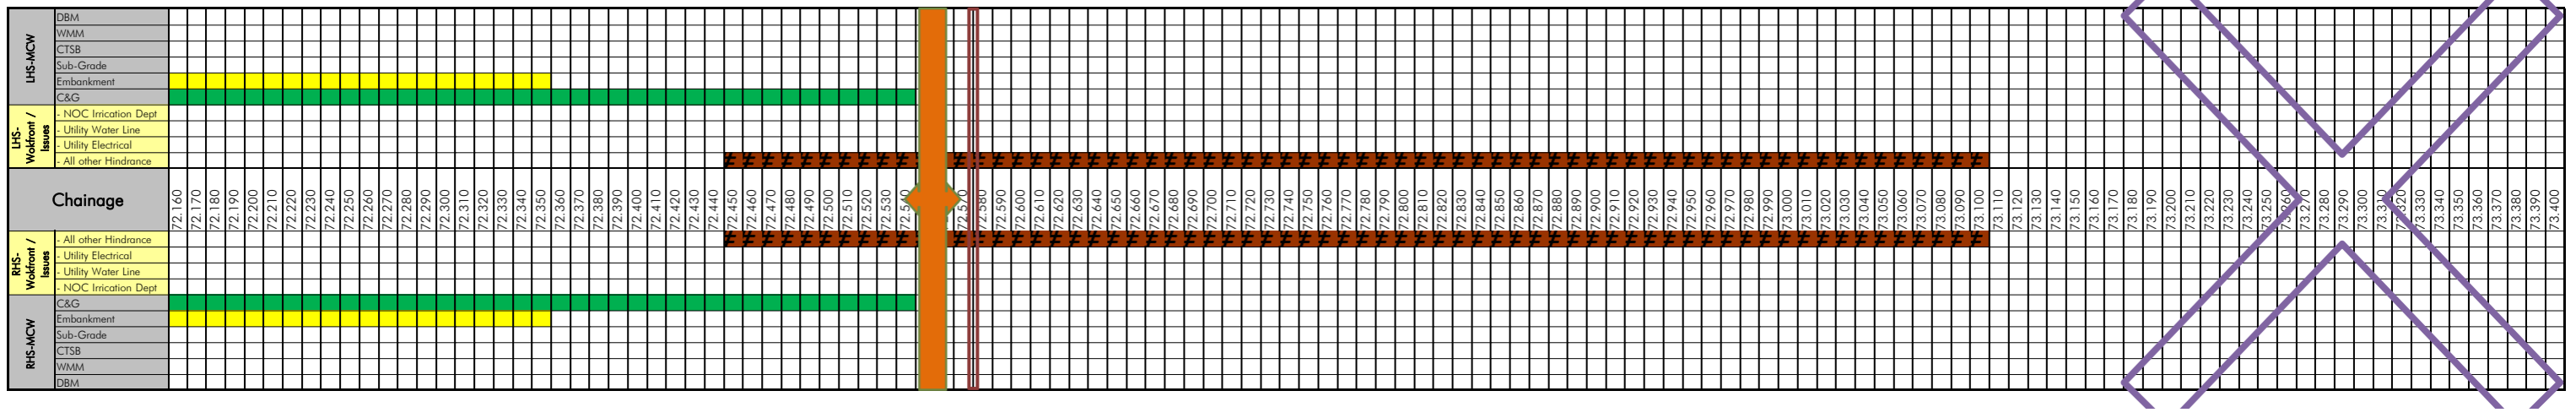 LHS-MCW
DBM
WMM
CTSB
Sub-Grade
Embankment
C&G
LHS-
Wokfront /
Issues
- NOC Irrication Dept
- Utility Water Line
- Utility Electrical
- All other Hindrance
Chainage
72.160 72.170 72.180 72.190 72.200 72.210 72.220 72.230 72.240 72.250 72.260 72.270 72.280 72.290 72.300 72.310 72.320 72.330 72.340 72.350 72.360 72.370 72.380 72.390 72.400 72.410 72.420 72.430 72.440 72.450 72.460 72.470 72.480 72.490 72.500 72.510 72.520 72.530 72.580 72.590 72.600 72.610 72.620 72.630 72.640 72.650 72.660 72.670 72.680 72.690 72.700 72.710 72.720 72.730 72.740 72.750 72.760 72.770 72.780 72.790 72.800 72.810 72.820 72.830 72.840 72.850 72.860 72.870 72.880 72.890 72.900 72.910 72.920 72.930 72.940 72.950 72.960 72.970 72.980 72.990 73.000 73.010 73.020 73.030 73.040 73.050 73.060 73.070 73.080 73.090 73.100 73.110 73.120 73.130 73.140 73.150 73.160 73.170 73.180 73.190 73.200 73.210 73.220 73.230 73.240 73.250 73.260 73.280 73.290 73.300 73.310 73.320 73.330 73.340 73.350 73.360 73.370 73.380 73.390 73.400
RHS-
Wokfront /
Issues
- All other Hindrance
- Utility Electrical
- Utility Water Line
- NOC Irrication Dept
RHS-MCW
C&G
Embankment
Sub-Grade
CTSB
WMM
DBM